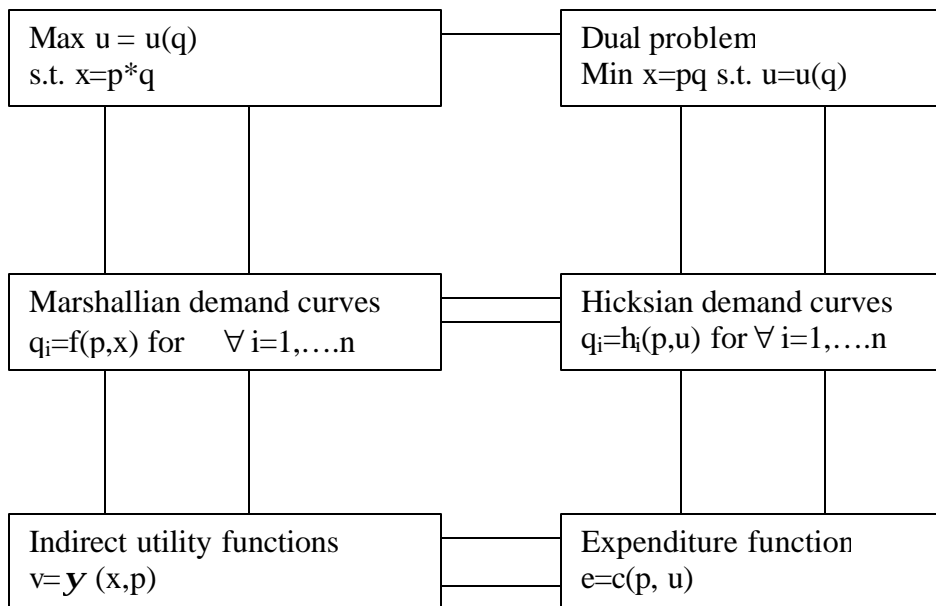 Max u = u(q)
s.t. x=p*q
Dual problem
Min x=pq s.t. u=u(q)
Marshallian demand curves
qᵢ=f(p,x) for ∀ i=1,….n
Hicksian demand curves
qᵢ=hᵢ(p,u) for ∀ i=1,….n
Indirect utility functions
v=y (x,p)
Expenditure function
e=c(p, u)